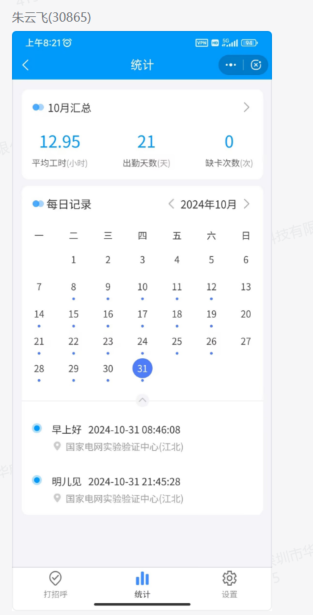 朱云飞(30865)
上午8:21
统计
10月汇总
12.95 21 0
平均工时(小时) 出勤天数(天) 缺卡次数(次)
每日记录 2024年10月
一 二 三 四 五 六 日
1 2 3 4 5 6
7 8 9 10 11 12 13
14 15 16 17 18 19 20
21 22 23 24 25 26 27
28 29 30 31
早上好 2024-10-31 08:46:08
国家电网实验验证中心(江北)
明儿见 2024-10-31 21:45:28
国家电网实验验证中心(江北)
打招呼 统计 设置